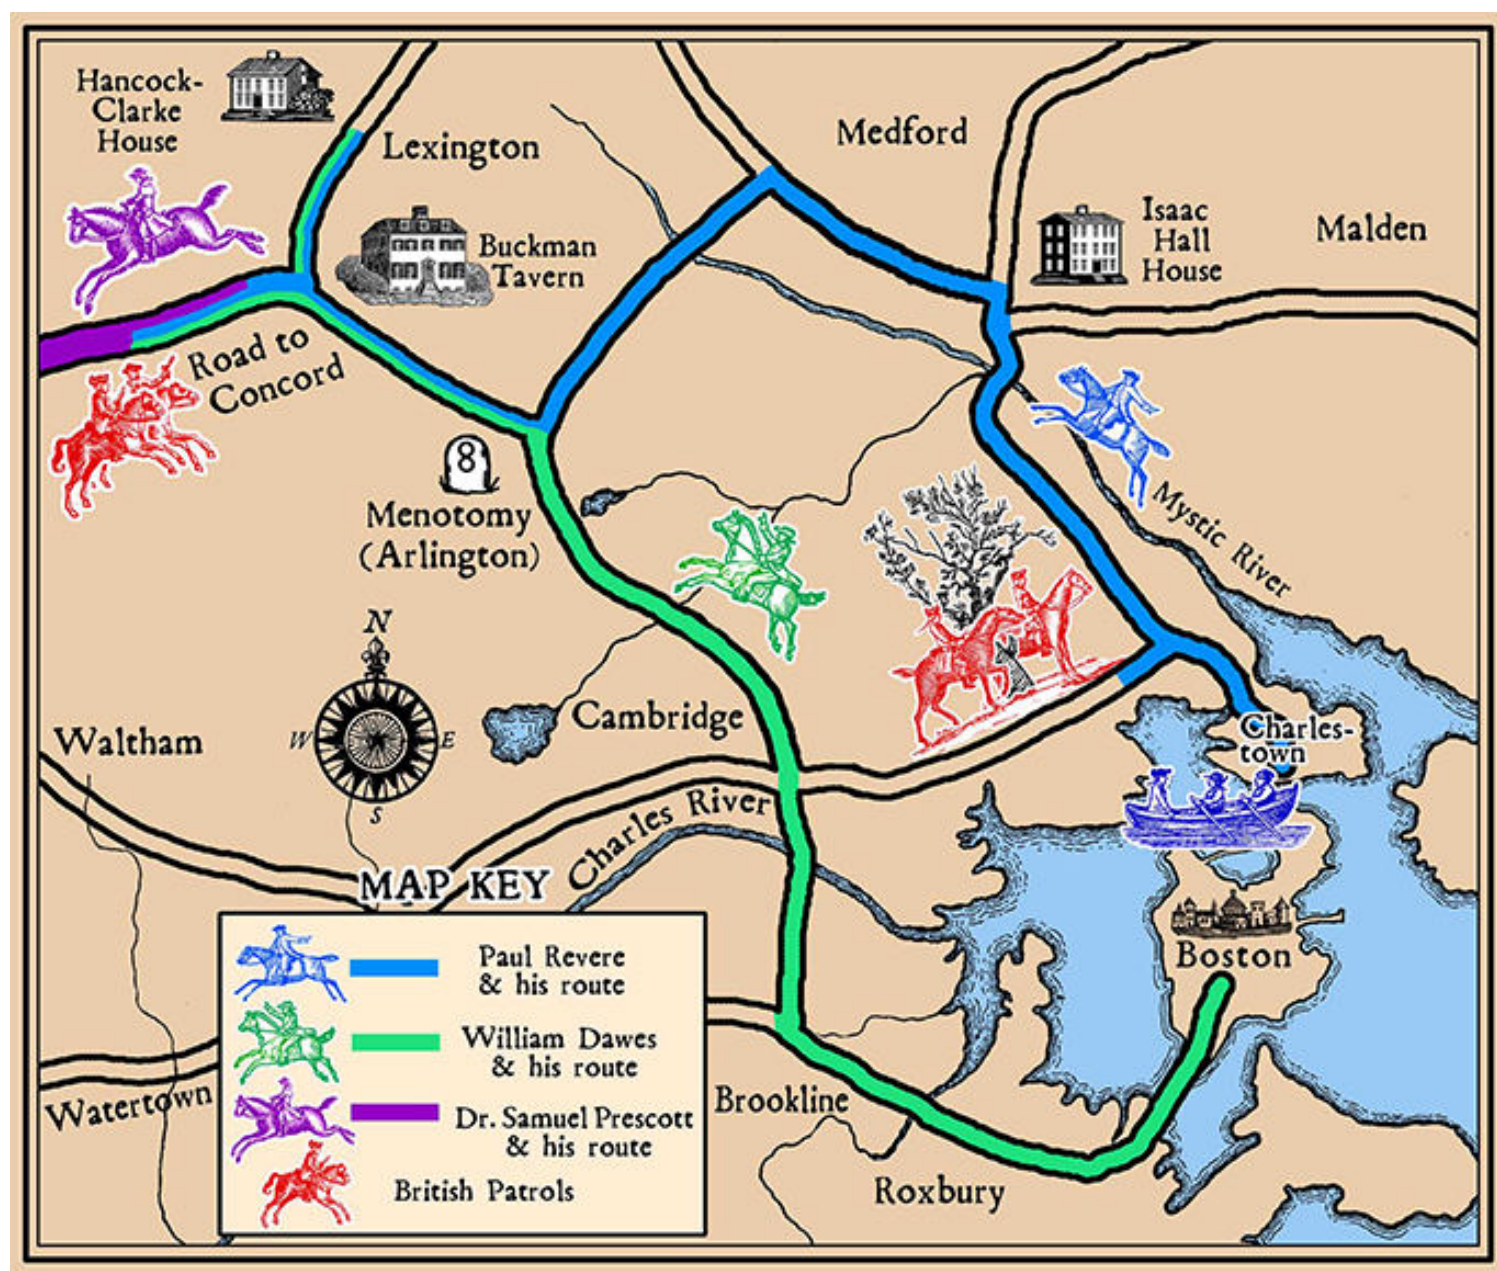 Hancock-
Clarke
House
Lexington
Medford
Buckman
Tavern
Isaac
Hall
House
Malden
Road to
Concord
8
Menotomy
(Arlington)
Mystic River
N
W
E
S
Waltham
Cambridge
Charles-
town
Charles River
Boston
MAP KEY
Paul Revere
& his route
William Dawes
& his route
Dr. Samuel Prescott
& his route
British Patrols
Watertown
Brookline
Roxbury